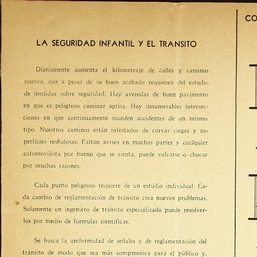 LA SEGURIDAD INFANTIL Y EL TRANSITO
Diariamente aumenta el kilometraje de calles y caminos
nuevos, que a pesar de su buen acabado requieren del estudio
de medidas sobre seguridad. Hay avenidas de buen pavimento
en que es peligroso caminar aprisa. Hay innumerables intersec-
ciones en que continuamente suceden accidentes de un mismo
tipo. Nuestros caminos están infestados de curvas ciegas y su-
perficies resbalosas. Faltan avisos en muchas partes y cualquier
automovilista por bueno que se sienta, puede volcarse o chocar
por muchas razones.
Cada punto peligroso requiere de un estudio individual. Ca-
da cambio de reglamentación de tránsito crea nuevos problemas.
Solamente un ingeniero de tránsito especializado puede resolver-
los por medio de fórmulas científicas.
Se busca la uniformidad de señales y de reglamentación del
tránsito de modo que sea más comprensiva para el público y,
CO